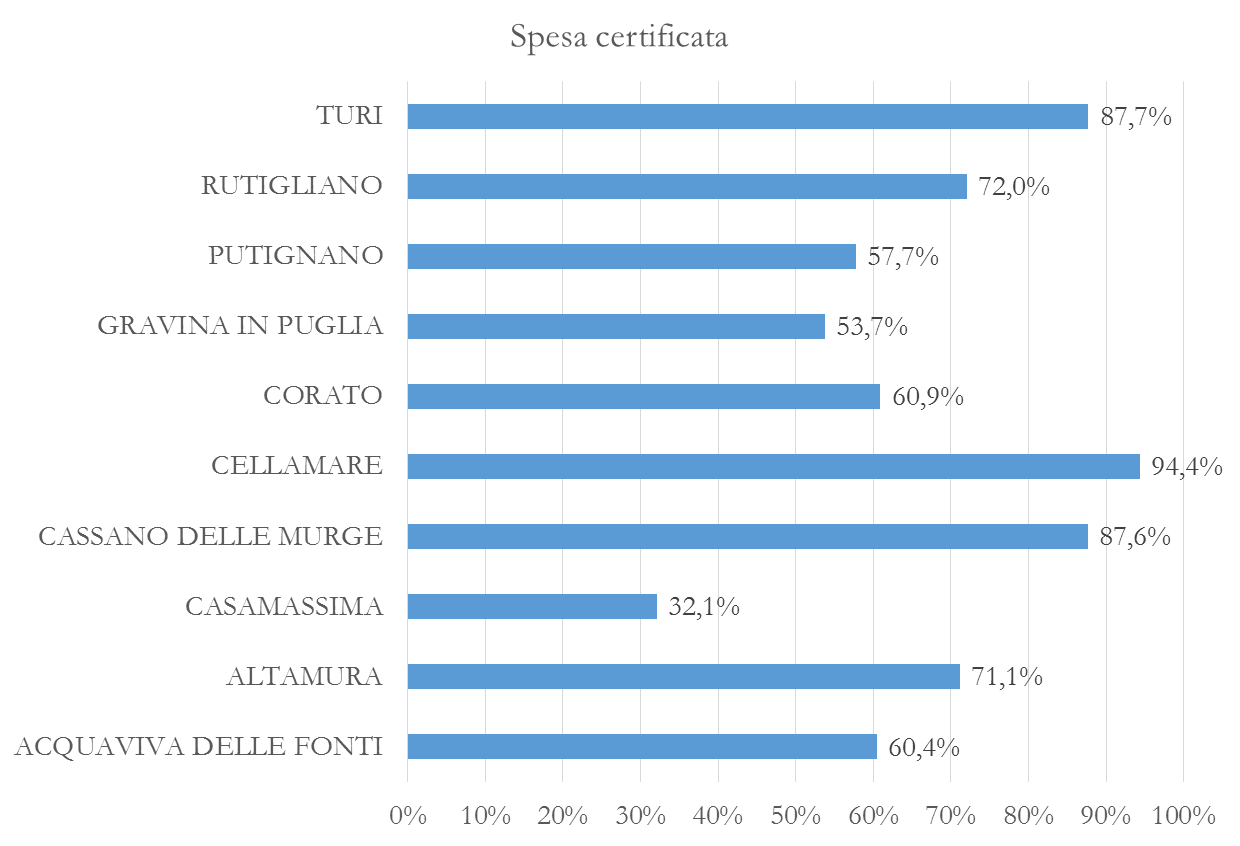 Spesa certificata
TURI 87,7%
RUTIGLIANO 72,0%
PUTIGNANO 57,7%
GRAVINA IN PUGLIA 53,7%
CORATO 60,9%
CELLAMARE 94,4%
CASSANO DELLE MURGE 87,6%
CASAMASSIMA 32,1%
ALTAMURA 71,1%
ACQUAVIVA DELLE FONTI 60,4%
0% 10% 20% 30% 40% 50% 60% 70% 80% 90% 100%